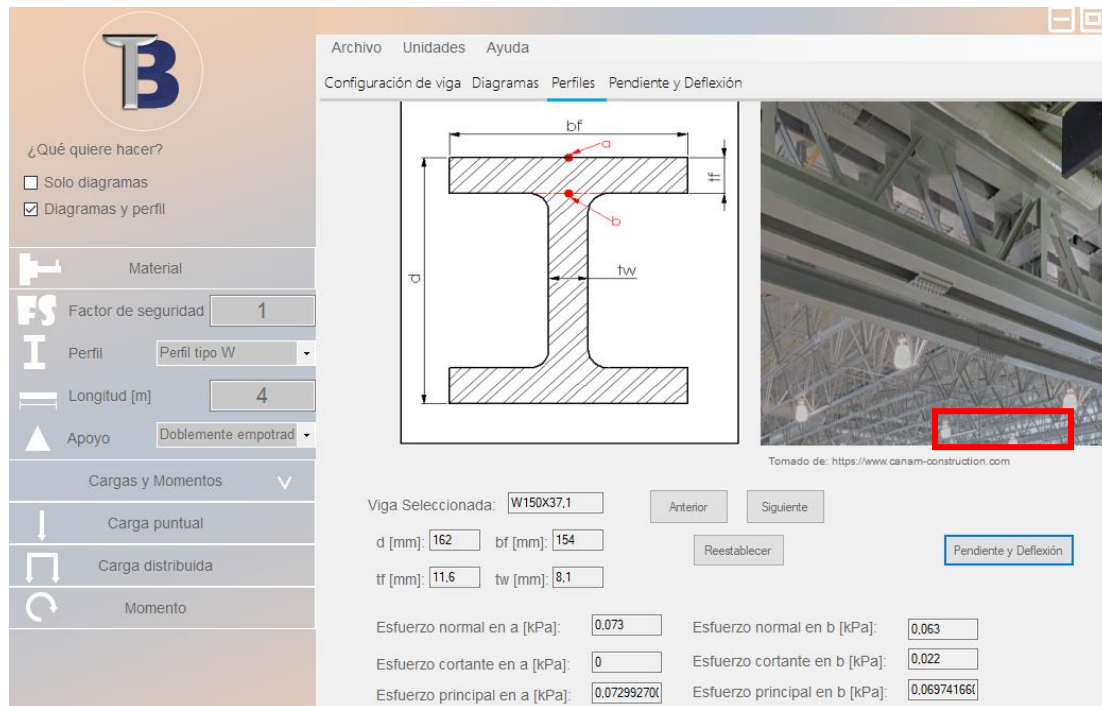 TB
Archivo Unidades Ayuda
Configuración de viga Diagramas Perfiles Pendiente y Deflexión
¿Qué quiere hacer?
Solo diagramas
Diagramas y perfil
Material
FS Factor de seguridad 1
Perfil Perfil tipo W
Longitud [m] 4
Apoyo Doblemente empotrad
Cargas y Momentos
Carga puntual
Carga distribuida
Momento
bf
a
tf
b
d
tw
Tomado de: https://www.canam-construction.com
Viga Seleccionada: W150X37,1 Anterior Siguiente
d [mm]: 162 bf [mm]: 154 Reestablecer Pendiente y Deflexión
tf [mm]: 11,6 tw [mm]: 8,1
Esfuerzo normal en a [kPa]: 0,073 Esfuerzo normal en b [kPa]: 0,063
Esfuerzo cortante en a [kPa]: 0 Esfuerzo cortante en b [kPa]: 0,022
Esfuerzo principal en a [kPa]: 0,07299270 Esfuerzo principal en b [kPa]: 0,06974166